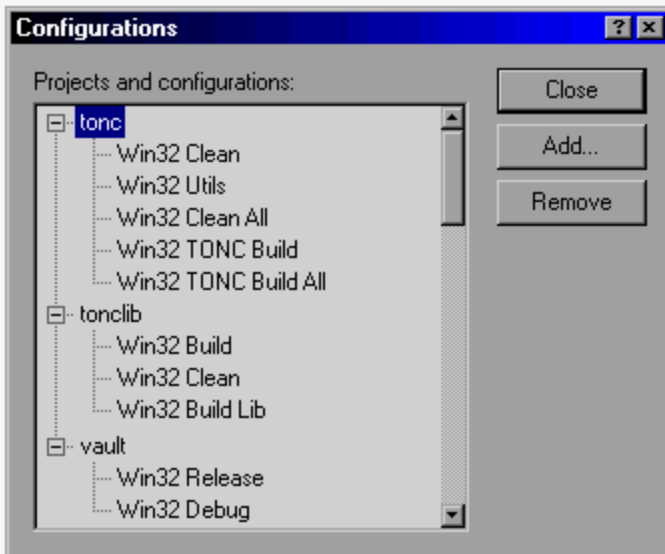 Configurations
Projects and configurations:
tonc
Win32 Clean
Win32 Utils
Win32 Clean All
Win32 TONC Build
Win32 TONC Build All
tonclib
Win32 Build
Win32 Clean
Win32 Build Lib
vault
Win32 Release
Win32 Debug
Close
Add...
Remove